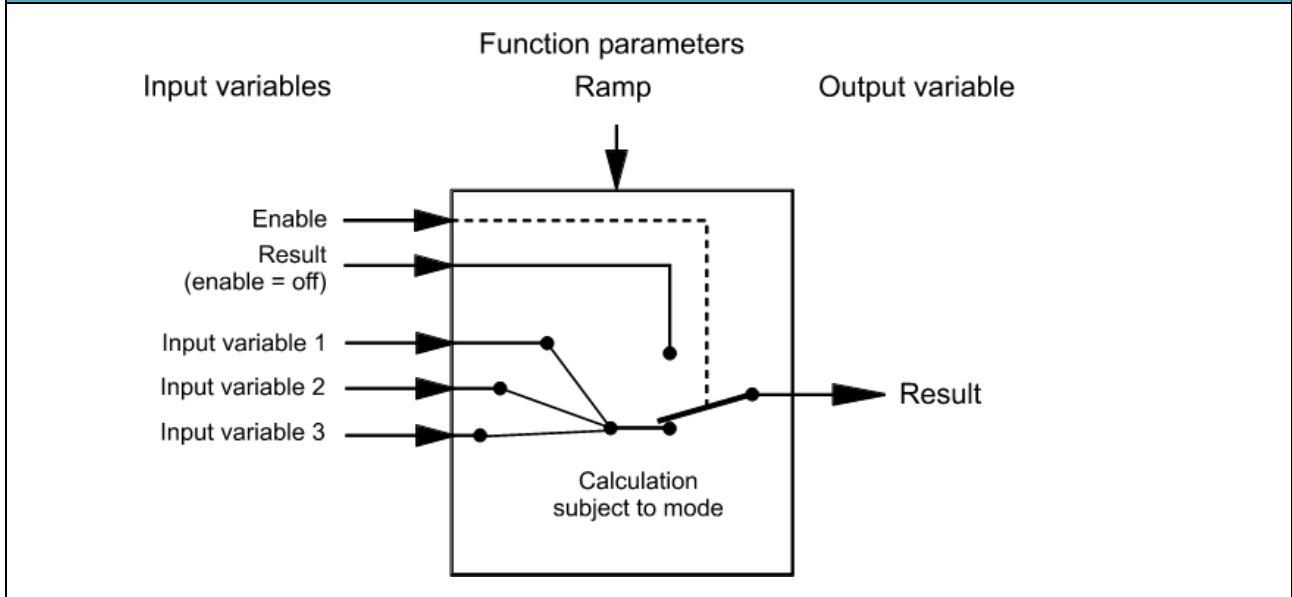 Function parameters
Input variables
Ramp
Output variable
Enable
Result
(enable = off)
Input variable 1
Input variable 2
Input variable 3
Result
Calculation
subject to mode